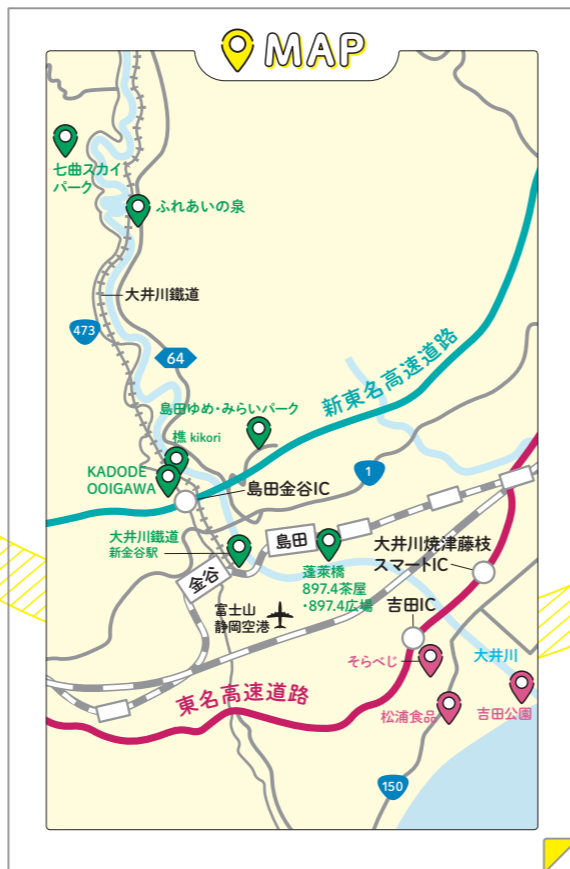 MAP
七曲スカイ
パーク
ふれあいの泉
大井川鐵道
473
64
新東名高速道路
島田ゆめ・みらいパーク
樵 kikori
KADODE
OOIGAWA
島田金谷IC
1
大井川鐵道
新金谷駅
島田
金谷
蓬萊橋
897.4茶屋
・897.4広場
大井川焼津藤枝
スマートIC
富士山
静岡空港
吉田IC
そらべじ
大井川
東名高速道路
松浦食品
吉田公園
150